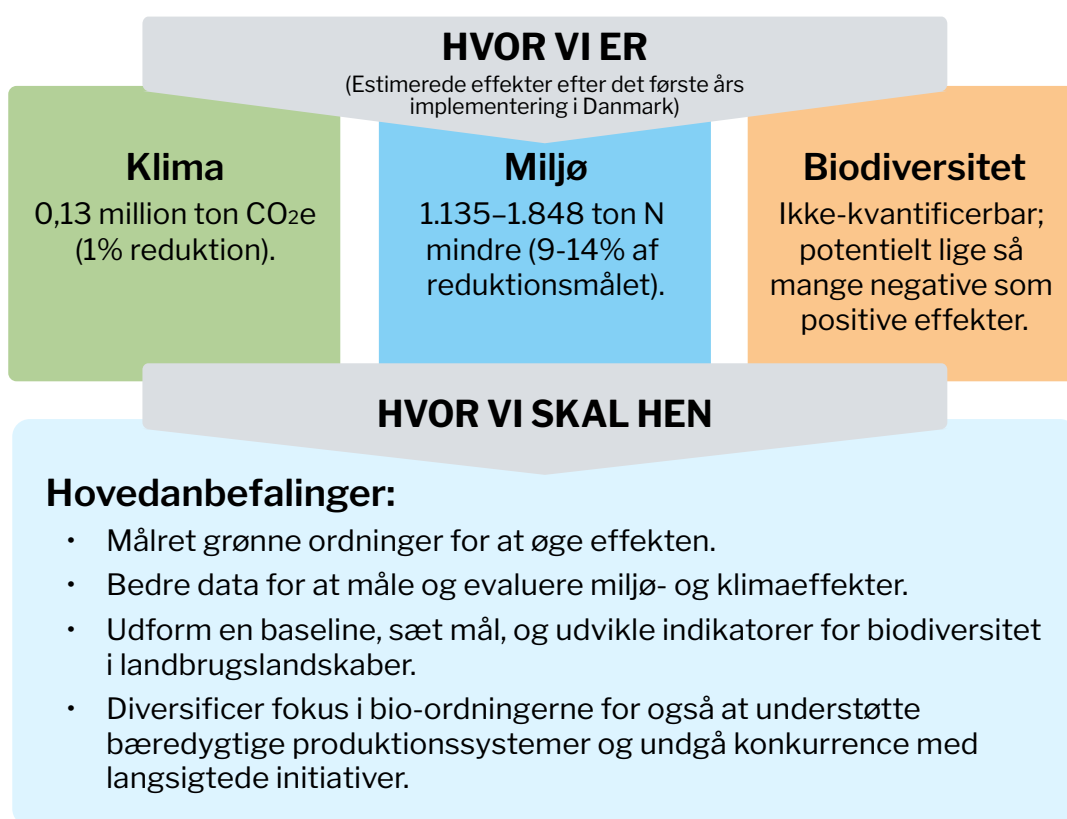 HVOR VI ER
(Estimerede effekter efter det første års
implementering i Danmark)
Klima
0,13 million ton CO2e
(1% reduktion).
Miljø
1.135–1.848 ton N
mindre (9-14% af
reduktionsmålet).
Biodiversitet
Ikke-kvantificerbar;
potentielt lige så
mange negative som
positive effekter.
HVOR VI SKAL HEN
Hovedanbefalinger:
• Målret grønne ordninger for at øge effekten.
• Bedre data for at måle og evaluere miljø- og klimaeffekter.
• Udform en baseline, sæt mål, og udvikle indikatorer for biodiversitet
i landbrugslandskaber.
• Diversificer fokus i bio-ordningerne for også at understøtte
bæredygtige produktionssystemer og undgå konkurrence med
langsigtede initiativer.